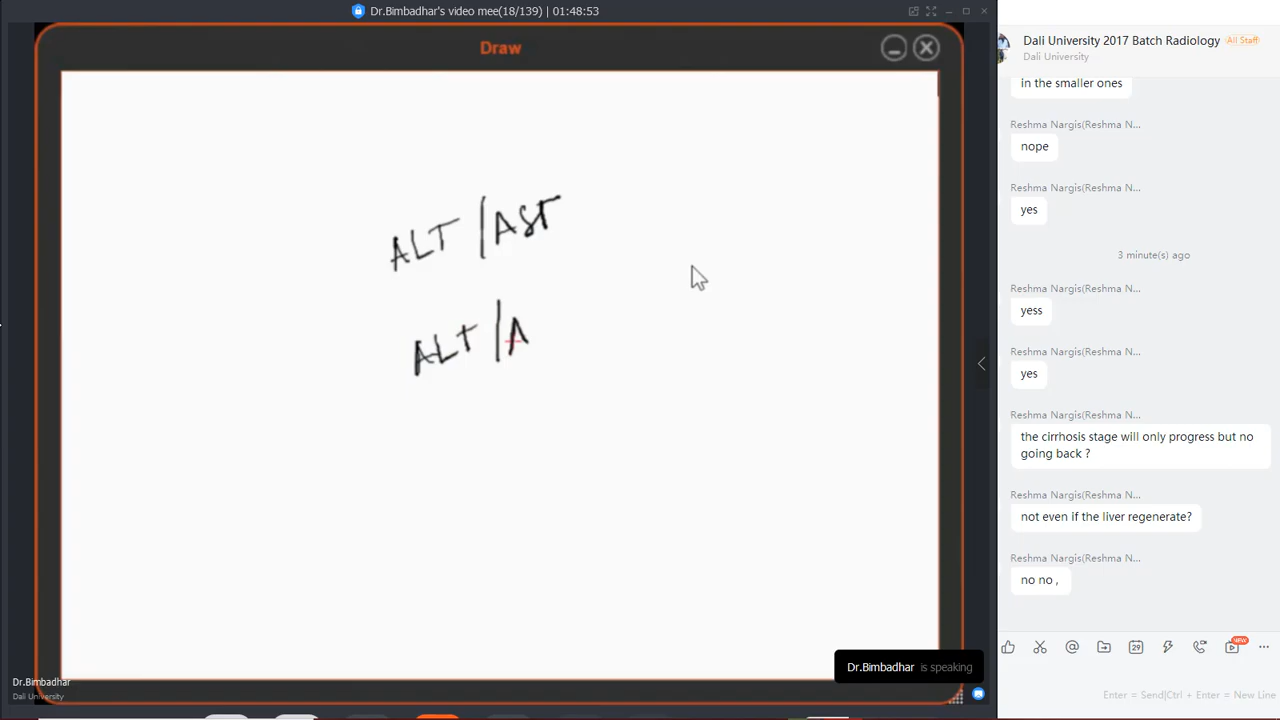 Dr.Bimbadhar's video mee(18/139) | 01:48:53
Draw
ALT / AST
ALT / A
Dr.Bimbadhar is speaking
Dr.Bimbadhar
Dali University
Dali University 2017 Batch Radiology All Staff
Dali University
in the smaller ones
Reshma Nargis(Reshma N...
nope
Reshma Nargis(Reshma N...
yes
3 minute(s) ago
Reshma Nargis(Reshma N...
yess
Reshma Nargis(Reshma N...
yes
Reshma Nargis(Reshma N...
the cirrhosis stage will only progress but no
going back ?
Reshma Nargis(Reshma N...
not even if the liver regenerate?
Reshma Nargis(Reshma N...
no no ,
29
NEW
Enter = Send|Ctrl + Enter = New Line